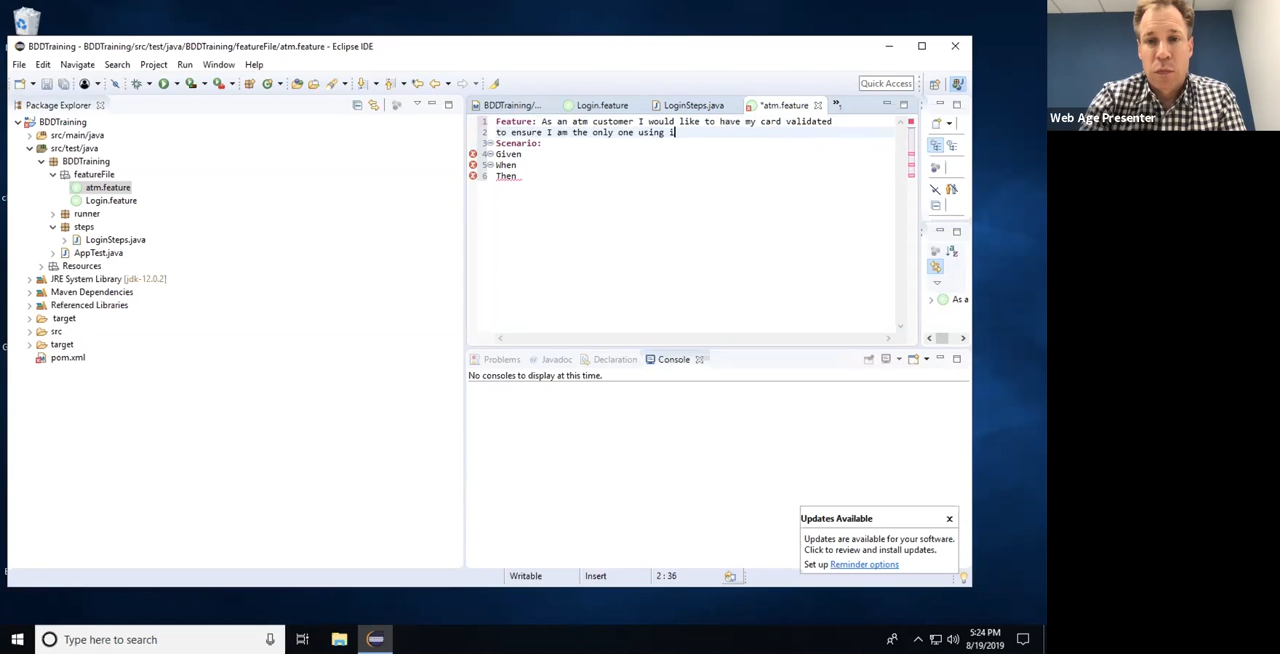 BDDTraining - BDDTraining/src/test/java/BDDTraining/featureFile/atm.feature - Eclipse IDE
File Edit Navigate Search Project Run Window Help
Quick Access
Package Explorer
BDDTraining
src/main/java
src/test/java
BDDTraining
featureFile
atm.feature
Login.feature
runner
steps
LoginSteps.java
AppTest.java
Resources
JRE System Library [jdk-12.0.2]
Maven Dependencies
Referenced Libraries
target
src
target
pom.xml
BDDTraining/... Login.feature LoginSteps.java *atm.feature
1 Feature: As an atm customer I would like to have my card validated
2 to ensure I am the only one using i
3 Scenario:
4 Given
5 When
6 Then
As a
Problems Javadoc Declaration Console
No consoles to display at this time.
Updates Available
Updates are available for your software.
Click to review and install updates.
Set up Reminder options
Writable Insert 2 : 36
Type here to search
5:24 PM
8/19/2019
Web Age Presenter